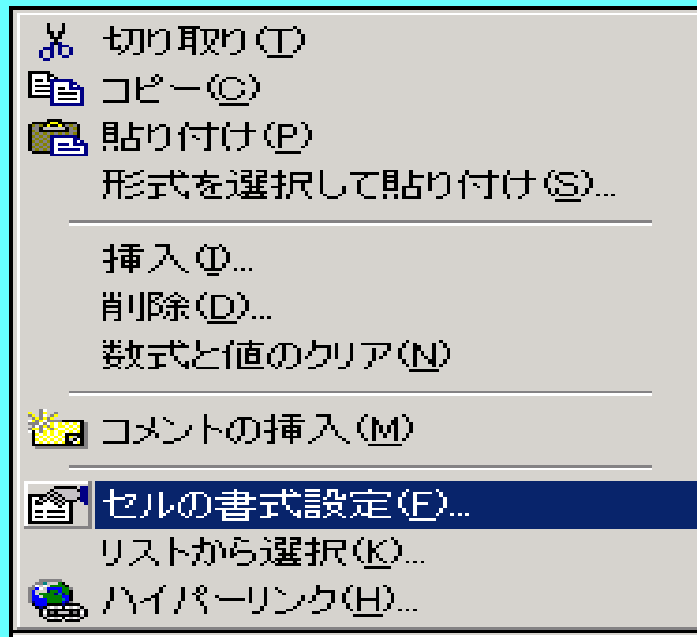 切り取り(T)
コピー(C)
貼り付け(P)
形式を選択して貼り付け(S)...
挿入(I)...
削除(D)...
数式と値のクリア(N)
コメントの挿入(M)
セルの書式設定(F)...
リストから選択(K)...
ハイパーリンク(H)...